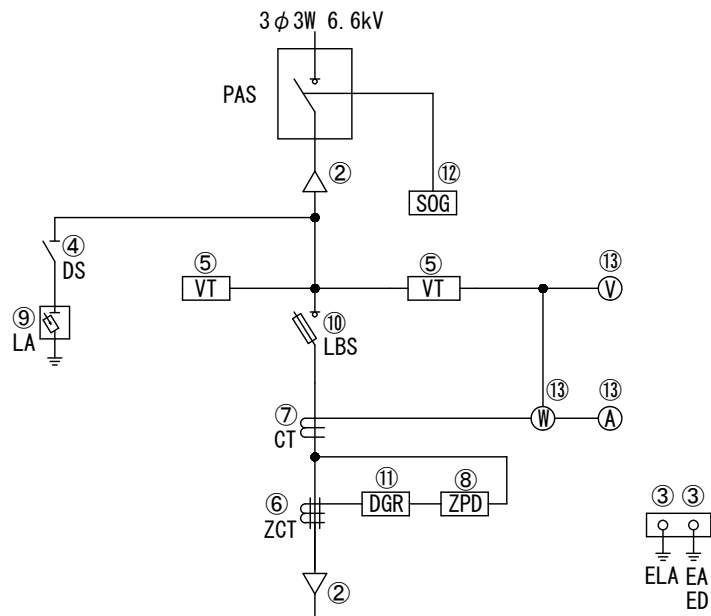 3φ3W 6.6kV
PAS
②
⑫
SOG
④
DS
⑤
VT
⑤
VT
⑬
V
⑨
LA
⑩
LBS
⑦
CT
⑬
W
⑬
A
⑥
ZCT
⑪
DGR
⑧
ZPD
③ ③
ELA EA
ED
②